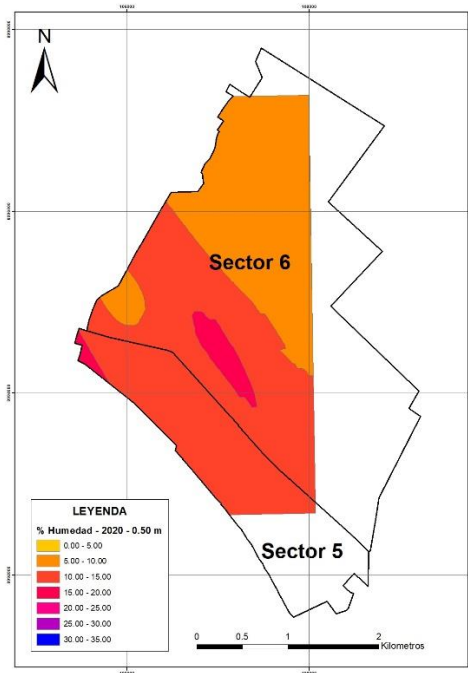 N
Sector 6
Sector 5
LEYENDA
% Humedad - 2020 - 0.50 m
0.00 - 5.00
5.00 - 10.00
10.00 - 15.00
15.00 - 20.00
20.00 - 25.00
25.00 - 30.00
30.00 - 35.00
0 0.5 1 2
Kilometros